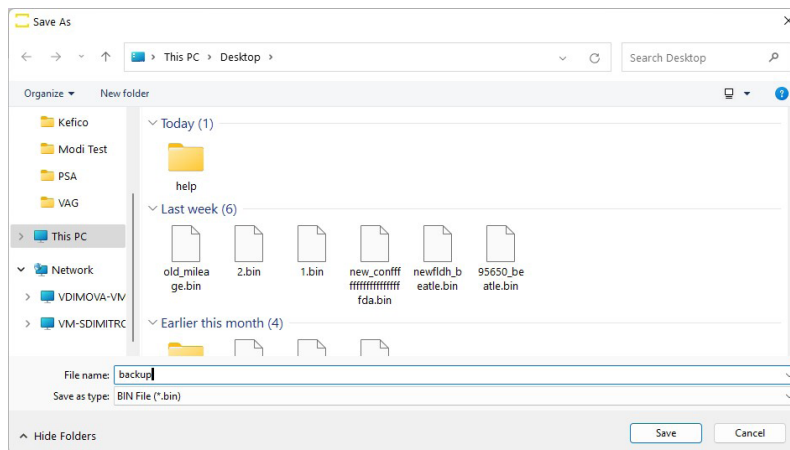 Save As
This PC > Desktop >
Search Desktop
Organize
New folder
Kefico
Modi Test
PSA
VAG
This PC
Network
VDIMOVA-VM
VM-SDIMITRO
Today (1)
help
Last week (6)
old_milea
ge.bin
2.bin
1.bin
new_confff
fffffffffffffff
fda.bin
newfldh_b
eatle.bin
95650_be
atle.bin
Earlier this month (4)
File name: backup
Save as type: BIN File (*.bin)
Hide Folders
Save
Cancel